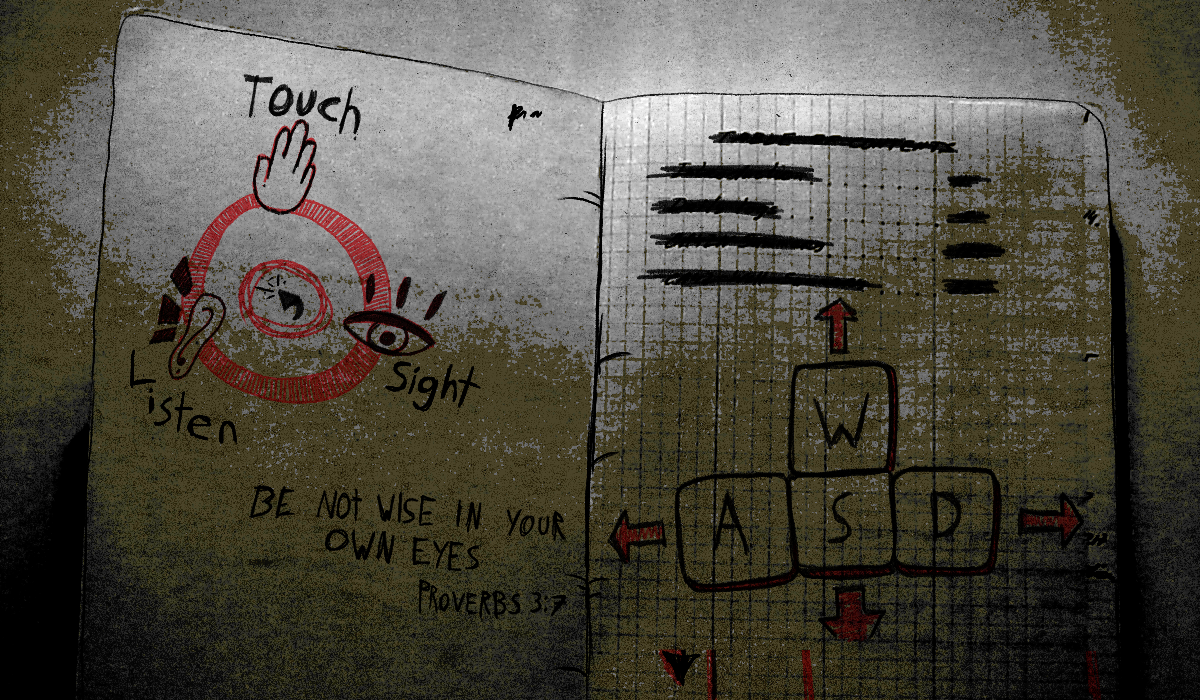 Touch
Sight
Listen
BE NOT WISE IN YOUR
OWN EYES
PROVERBS 3:7
W
A S D